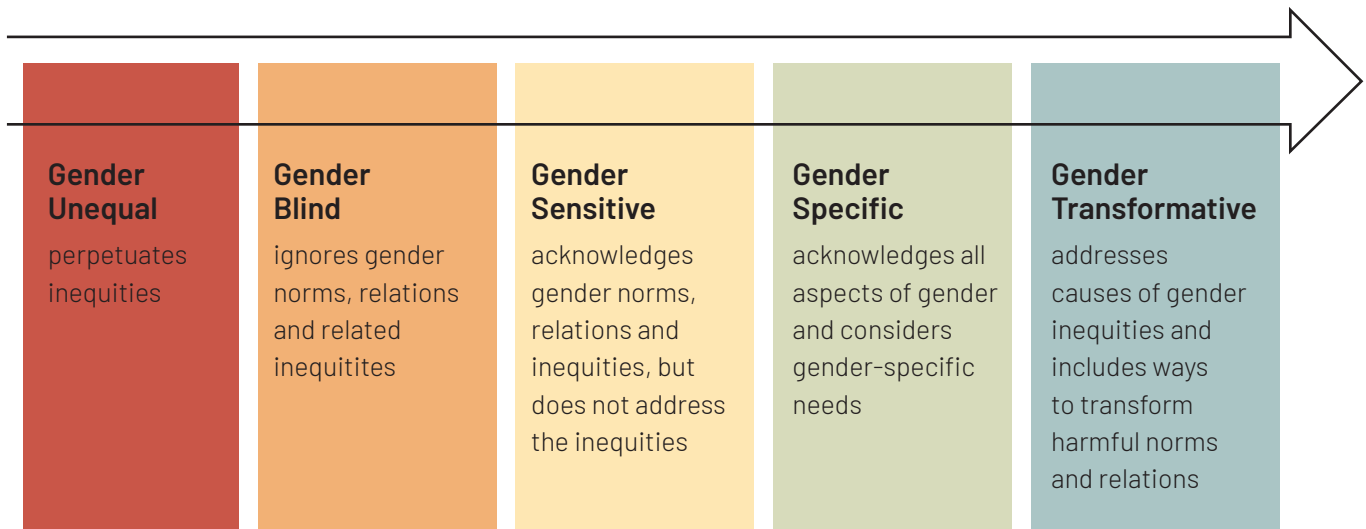 Gender
Unequal
perpetuates
inequities
Gender
Blind
ignores gender
norms, relations
and related
inequitites
Gender
Sensitive
acknowledges
gender norms,
relations and
inequities, but
does not address
the inequities
Gender
Specific
acknowledges all
aspects of gender
and considers
gender-specific
needs
Gender
Transformative
addresses
causes of gender
inequities and
includes ways
to transform
harmful norms
and relations